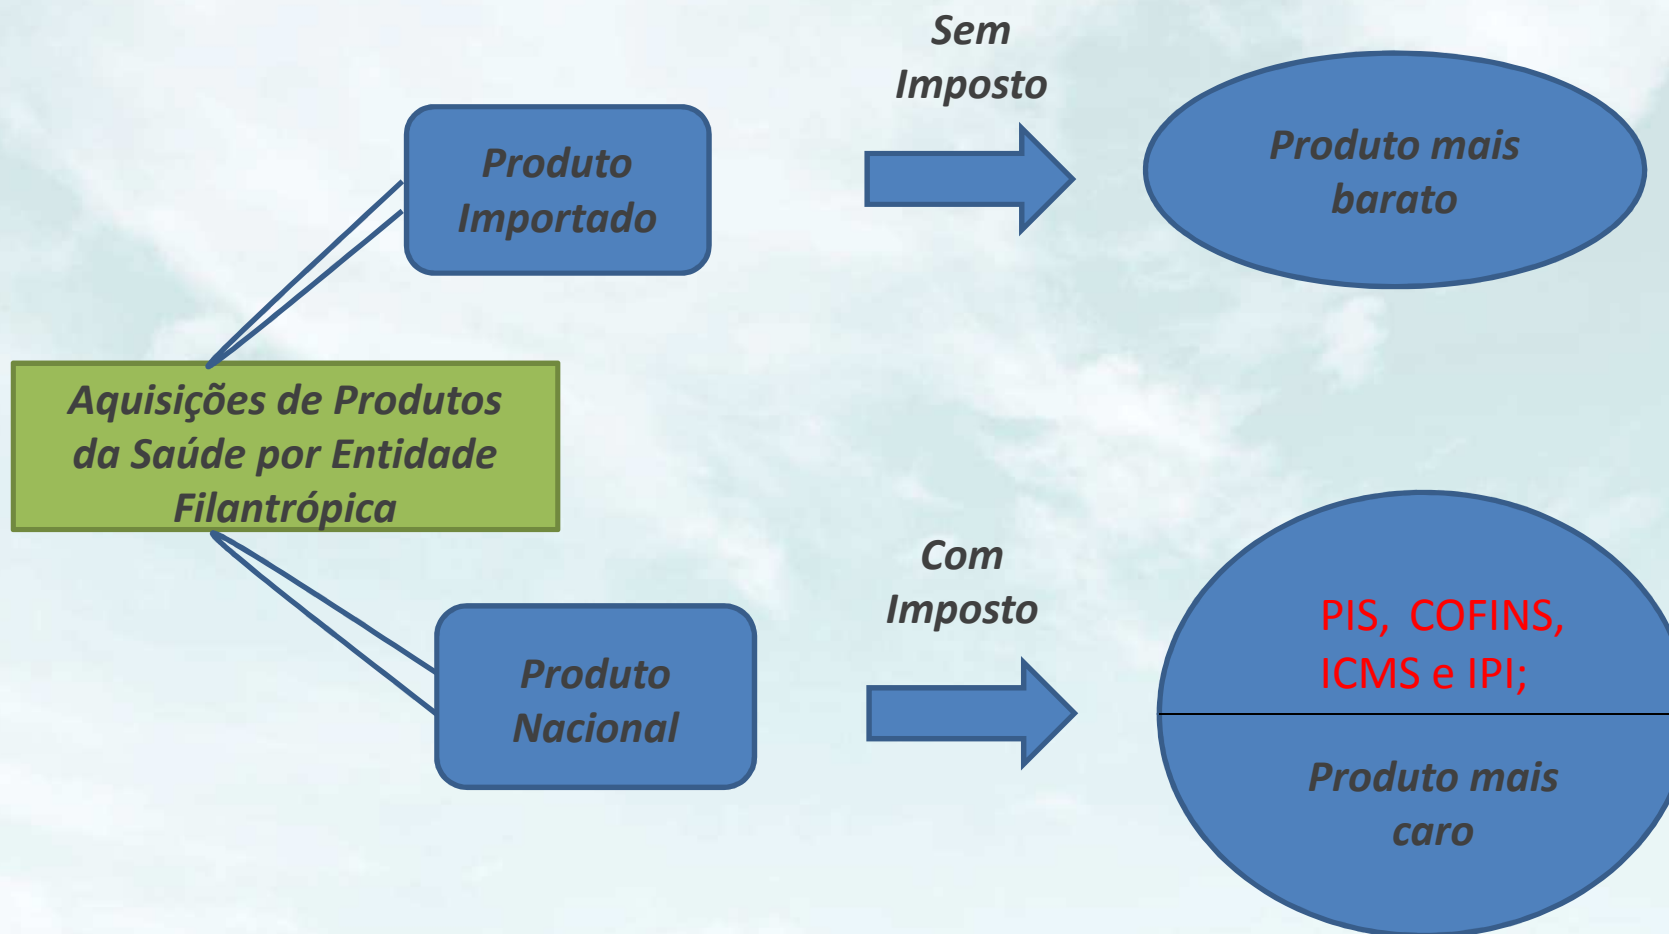 Sem
Imposto
Produto
Importado
Produto mais
barato
Aquisições de Produtos
da Saúde por Entidade
Filantrópica
Com
Imposto
Produto
Nacional
PIS, COFINS,
ICMS e IPI;
Produto mais
caro